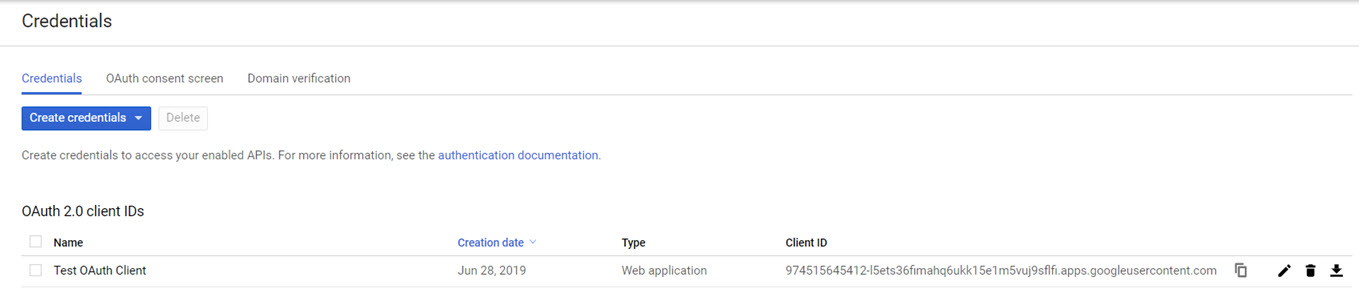 Credentials
Credentials OAuth consent screen Domain verification
Create credentials Delete
Create credentials to access your enabled APIs. For more information, see the authentication documentation.
OAuth 2.0 client IDs
Name Creation date Type Client ID
Test OAuth Client Jun 28, 2019 Web application 974515645412-l5ets36fimahq6ukk15e1m5vuj9sflfi.apps.googleusercontent.com